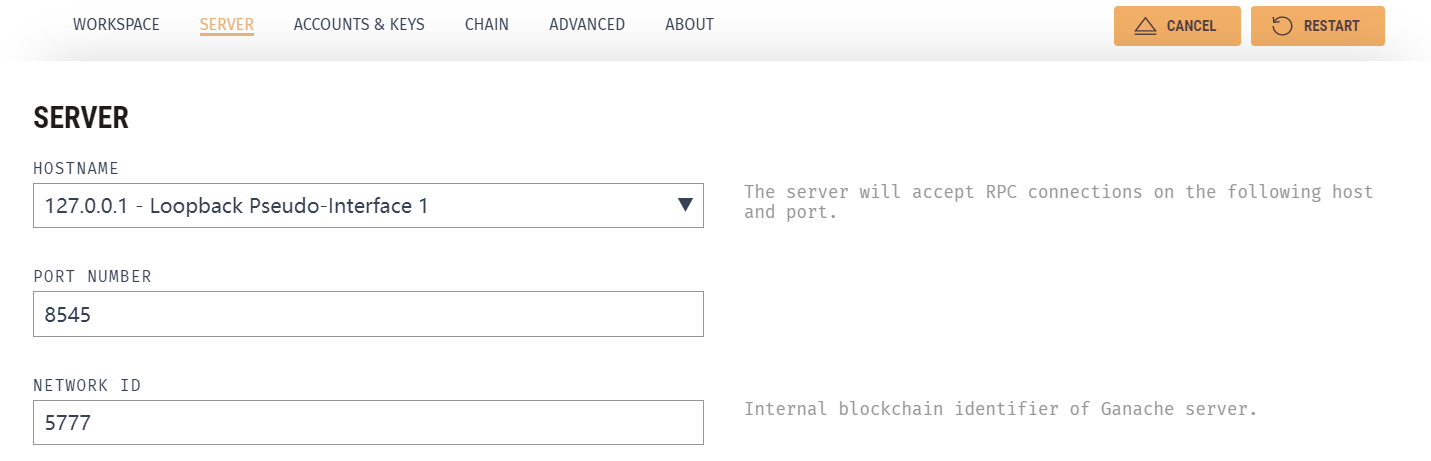 WORKSPACE SERVER ACCOUNTS & KEYS CHAIN ADVANCED ABOUT CANCEL RESTART
SERVER
HOSTNAME
127.0.0.1 - Loopback Pseudo-Interface 1
The server will accept RPC connections on the following host
and port.
PORT NUMBER
8545
NETWORK ID
5777
Internal blockchain identifier of Ganache server.